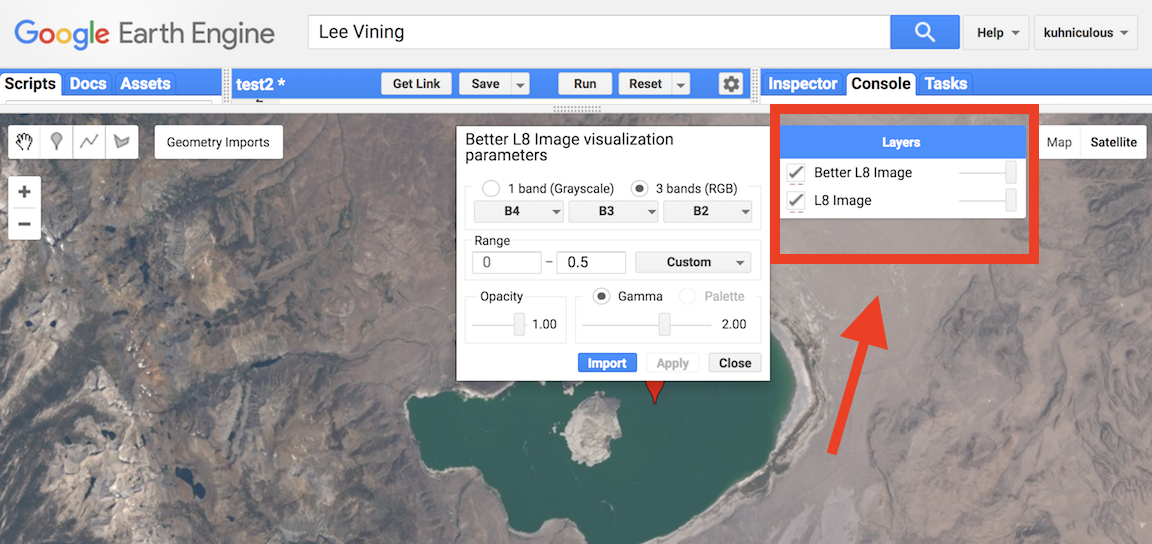 Google Earth Engine
Lee Vining
Help
kuhniculous
Scripts
Docs
Assets
test2 *
Get Link
Save
Run
Reset
Inspector
Console
Tasks
Geometry Imports
Better L8 Image visualization
parameters
1 band (Grayscale)
3 bands (RGB)
B4
B3
B2
Range
0
–
0.5
Custom
Opacity
1.00
Gamma
Palette
2.00
Import
Apply
Close
Layers
Better L8 Image
L8 Image
Map
Satellite
+
−